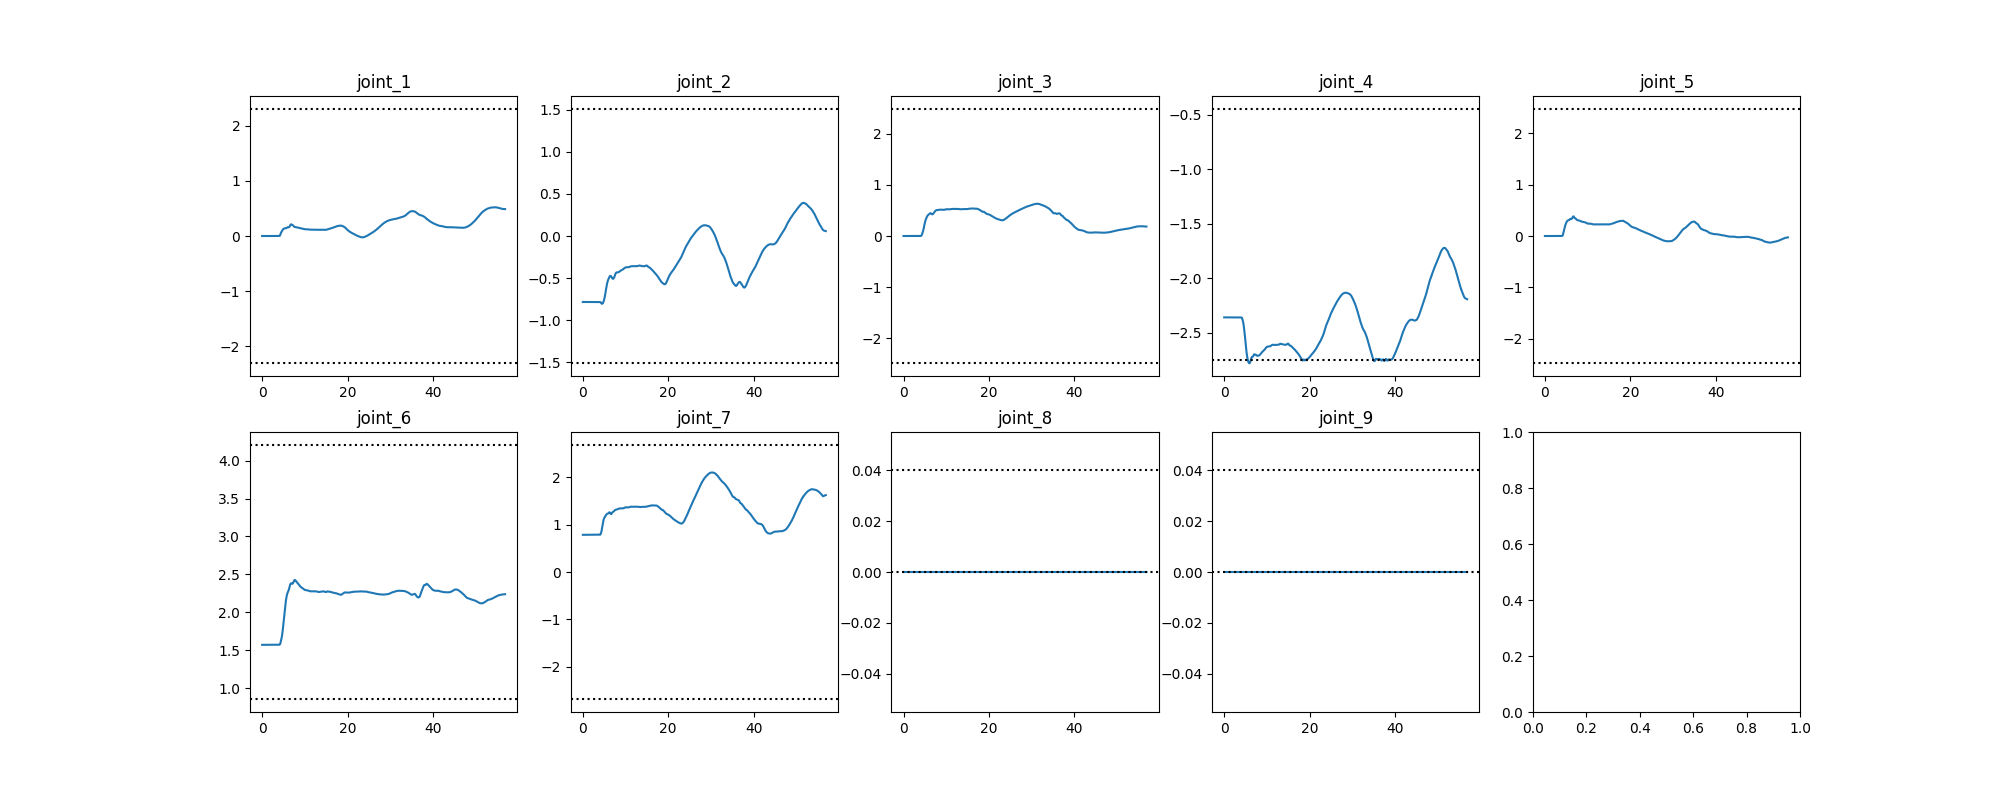 joint_1 joint_2 joint_3 joint_4 joint_5
2 1 0 −1 −2
0 20 40
1.5 1.0 0.5 0.0 −0.5 −1.0 −1.5
0 20 40
2 1 0 −1 −2
0 20 40
−0.5 −1.0 −1.5 −2.0 −2.5
0 20 40
2 1 0 −1 −2
0 20 40
joint_6 joint_7 joint_8 joint_9
4.0 3.5 3.0 2.5 2.0 1.5 1.0
0 20 40
2 1 0 −1 −2
0 20 40
0.04 0.02 0.00 −0.02 −0.04
0 20 40
0.04 0.02 0.00 −0.02 −0.04
0 20 40
1.0 0.8 0.6 0.4 0.2 0.0
0.0 0.2 0.4 0.6 0.8 1.0